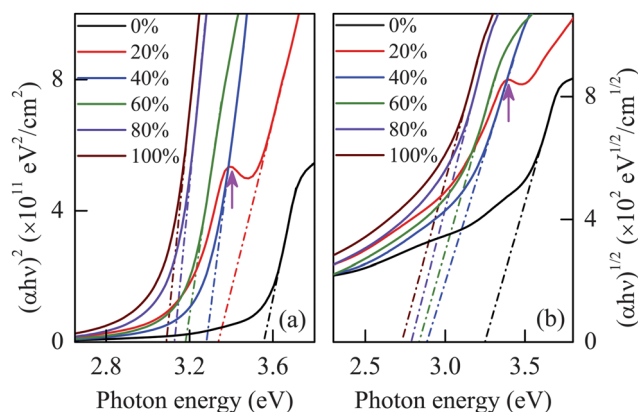 0%
20%
40%
60%
80%
100%
(a)
8
4
0
2.8 3.2 3.6
Photon energy (eV)
(αhν)² (×10¹¹ eV²/cm²)
0%
20%
40%
60%
80%
100%
(b)
8
4
0
2.5 3.0 3.5
Photon energy (eV)
(αhν)^1/2 (×10² eV^1/2/cm^1/2)